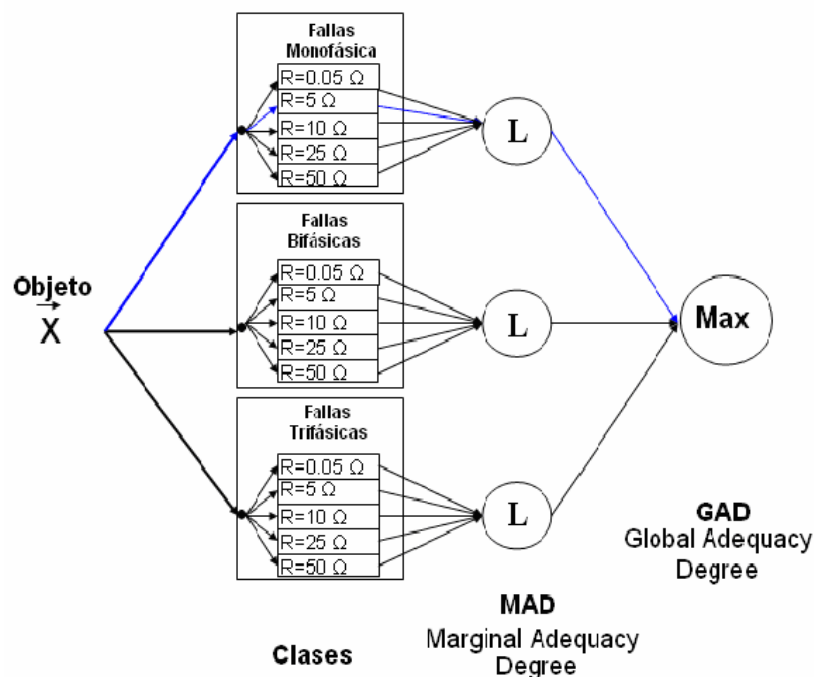 Fallas
Monofásica
R=0.05 Ω
R=5 Ω
R=10 Ω
R=25 Ω
R=50 Ω
L
Fallas
Bifásicas
R=0.05 Ω
R=5 Ω
R=10 Ω
R=25 Ω
R=50 Ω
L
Objeto
X
Max
Fallas
Trifásicas
R=0.05 Ω
R=5 Ω
R=10 Ω
R=25 Ω
R=50 Ω
L
GAD
Global Adequacy
Degree
MAD
Marginal Adequacy
Degree
Clases